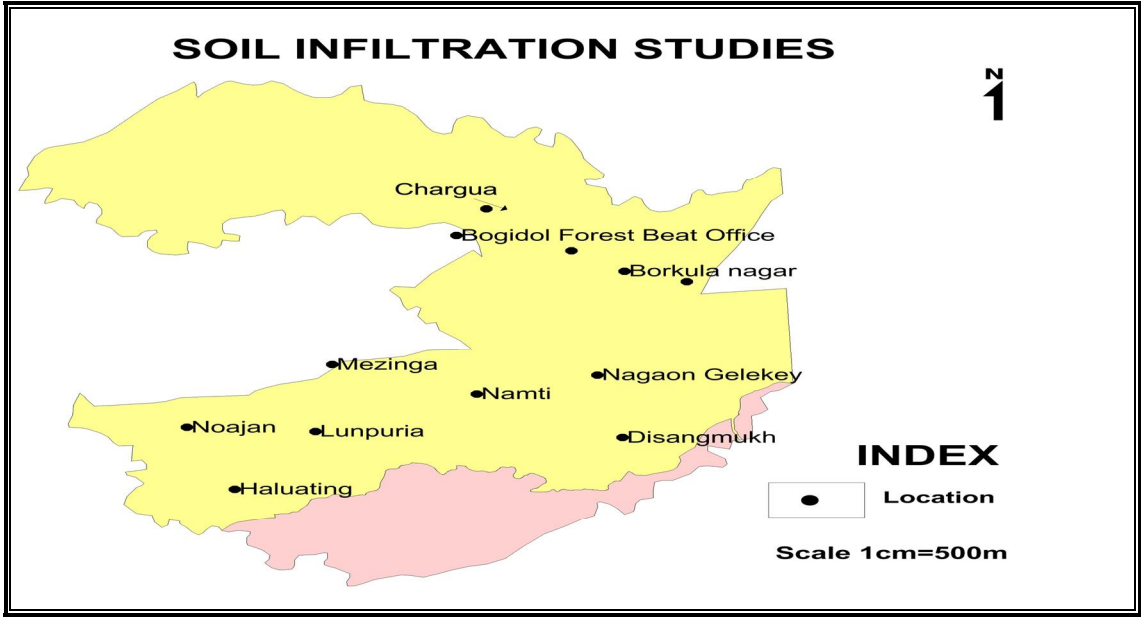 SOIL INFILTRATION STUDIES
N
Chargua
Bogidol Forest Beat Office
Borkula nagar
Mezinga
Nagaon Gelekey
Namti
Noajan
Lunpuria
Disangmukh
INDEX
Haluating
Location
Scale 1cm=500m